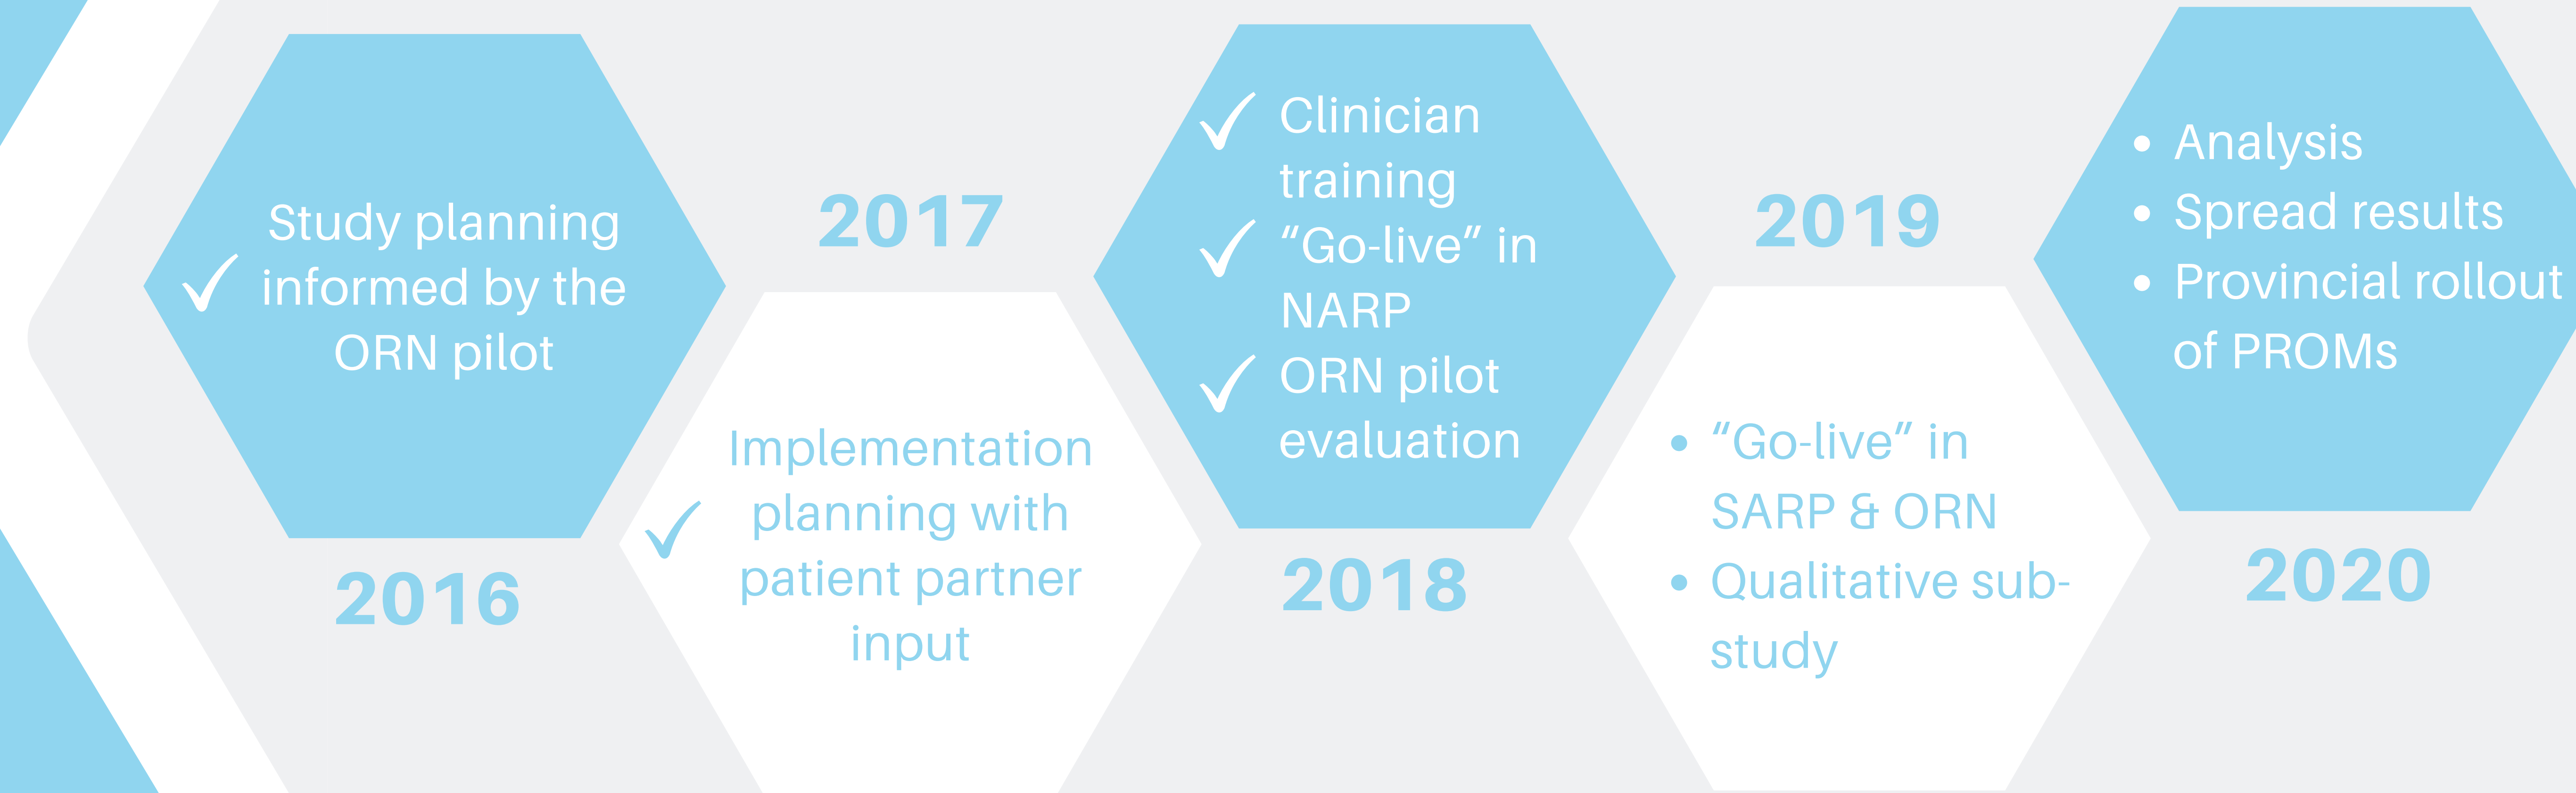 Study planning
informed by the
ORN pilot
2016
2017
Implementation
planning with
patient partner
input
Clinician
training
“Go-live” in
NARP
ORN pilot
evaluation
2018
2019
“Go-live” in
SARP & ORN
Qualitative sub-
study
Analysis
Spread results
Provincial rollout
of PROMs
2020